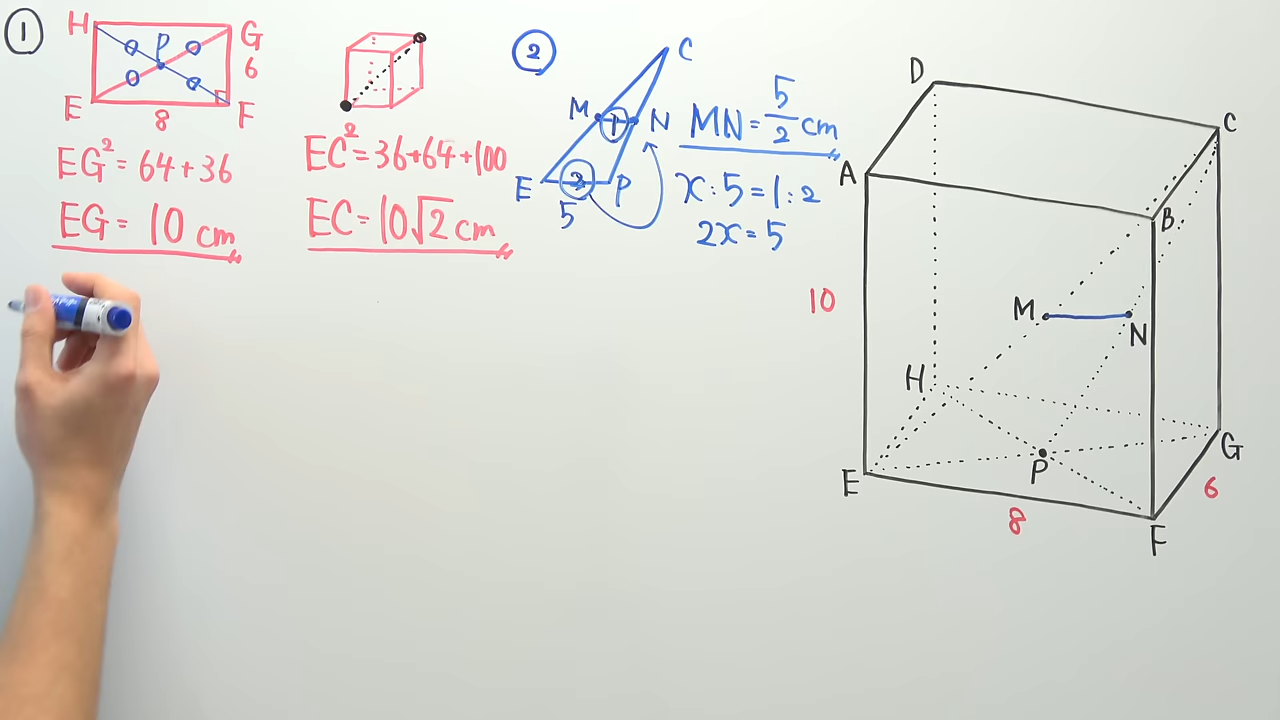 ①
H G
P
6
E F
8
EG² = 64+36
EG = 10 cm
EC² = 36+64+100
EC = 10√2 cm
②
C
M ① N
E ② P
5
MN = 5/2 cm
x : 5 = 1 : 2
2x = 5
D
C
A
B
10
M
N
H
G
P
E
6
8
F